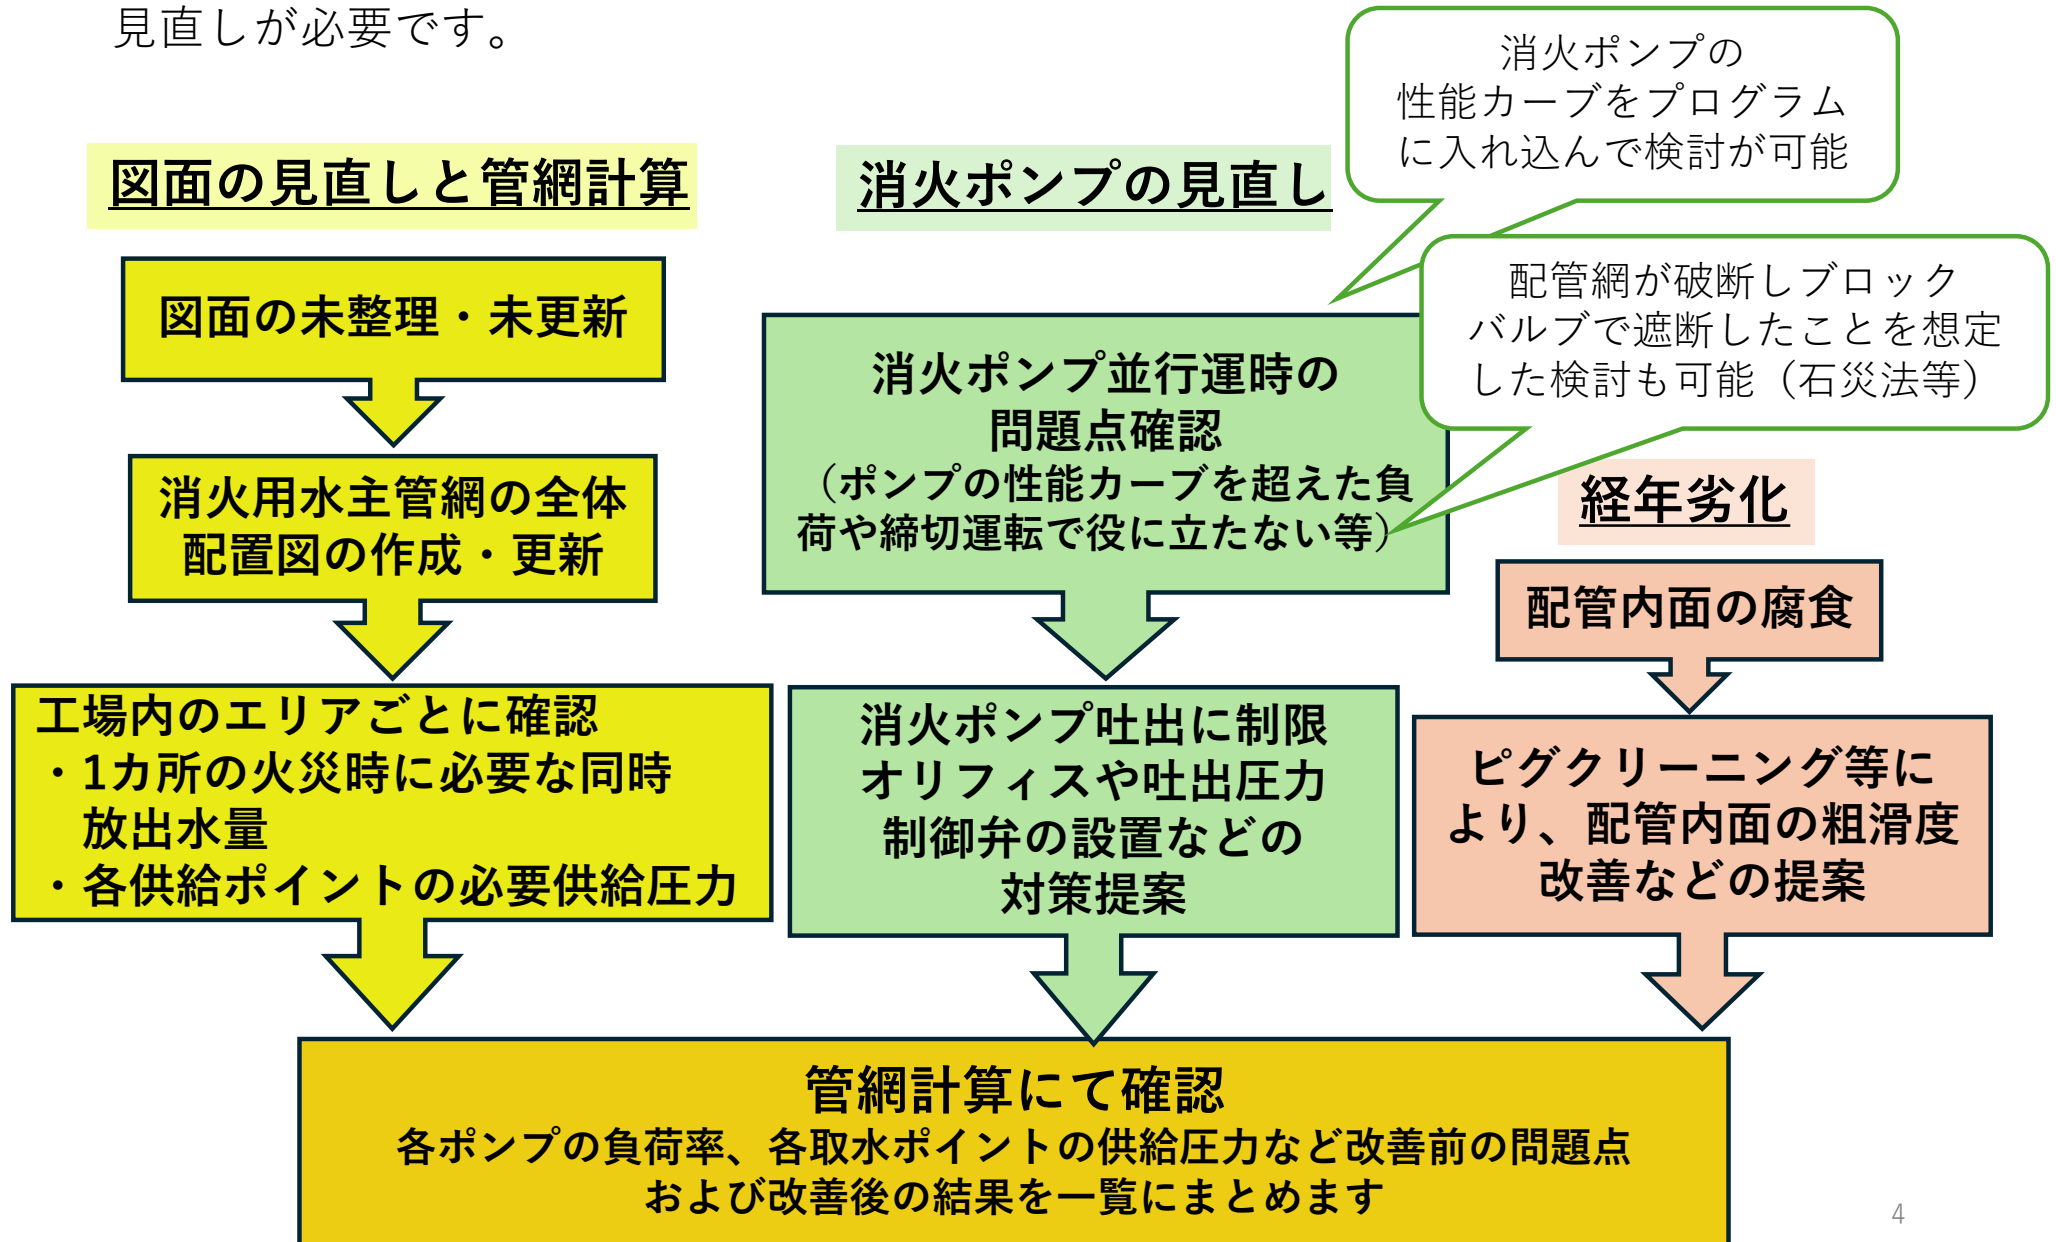 見直しが必要です。
図面の見直しと管網計算
図面の未整理・未更新
消火用水主管網の全体
配置図の作成・更新
工場内のエリアごとに確認
・1カ所の火災時に必要な同時
放出水量
・各供給ポイントの必要供給圧力
消火ポンプの見直し
消火ポンプの
性能カーブをプログラム
に入れ込んで検討が可能
配管網が破断しブロック
バルブで遮断したことを想定
した検討も可能（石災法等）
消火ポンプ並行運時の
問題点確認
（ポンプの性能カーブを超えた負
荷や締切運転で役に立たない等）
消火ポンプ吐出に制限
オリフィスや吐出圧力
制御弁の設置などの
対策提案
経年劣化
配管内面の腐食
ピグクリーニング等に
より、配管内面の粗滑度
改善などの提案
管網計算にて確認
各ポンプの負荷率、各取水ポイントの供給圧力など改善前の問題点
および改善後の結果を一覧にまとめます
4